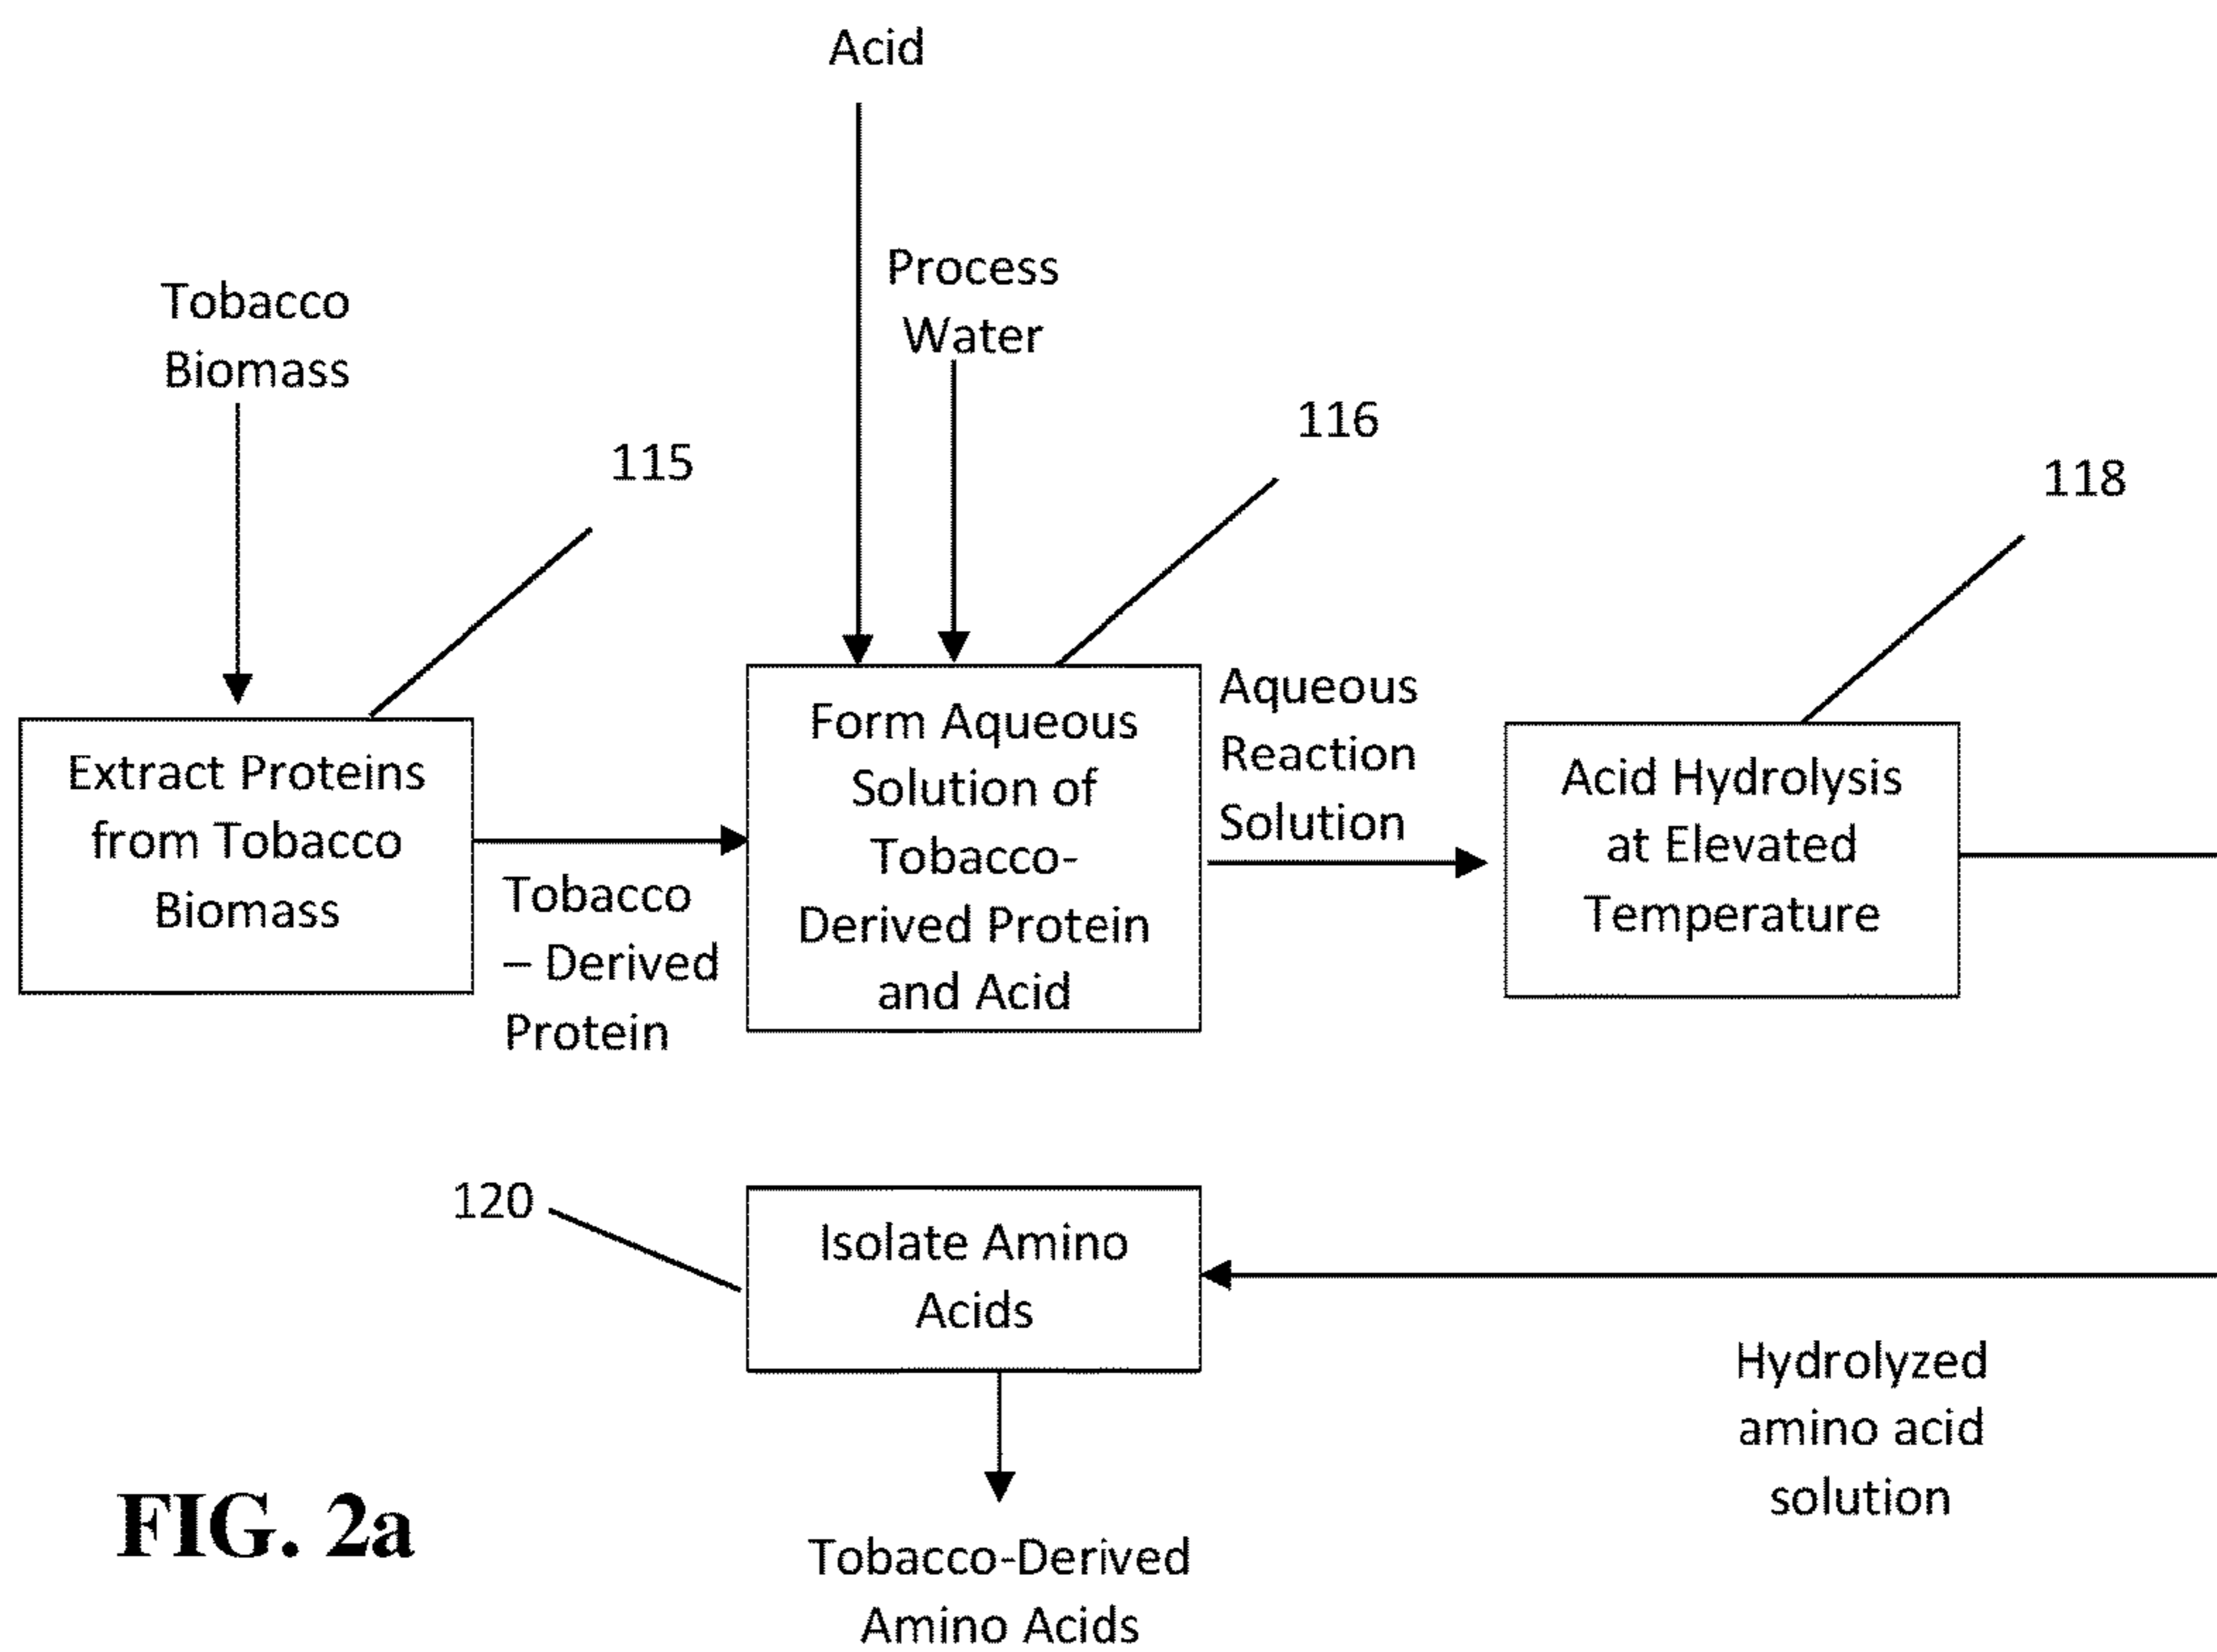 Acid
Process
Water
Tobacco
Biomass
115
116
118
Extract Proteins
from Tobacco
Biomass
Tobacco
– Derived
Protein
Form Aqueous
Solution of
Tobacco-
Derived Protein
and Acid
Aqueous
Reaction
Solution
Acid Hydrolysis
at Elevated
Temperature
120
Isolate Amino
Acids
Hydrolyzed
amino acid
solution
Tobacco-Derived
Amino Acids
FIG. 2a